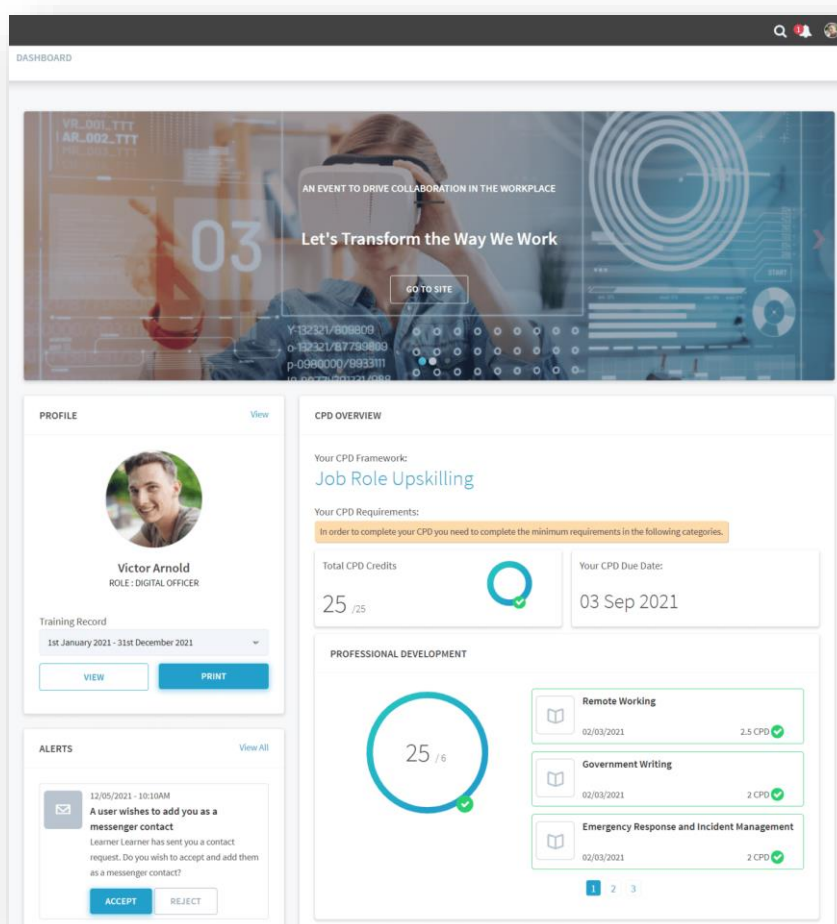 1
DASHBOARD
VR_001_TTT
AR_002_TTT
03
AN EVENT TO DRIVE COLLABORATION IN THE WORKPLACE
Let's Transform the Way We Work
GO TO SITE
START
Y-132321/809809
o-132321/87799809
p-0980000/9933111
PROFILE
View
Victor Arnold
ROLE : DIGITAL OFFICER
Training Record
1st January 2021 - 31st December 2021
VIEW
PRINT
ALERTS
View All
12/05/2021 - 10:10AM
A user wishes to add you as a
messenger contact
Learner Learner has sent you a contact
request. Do you wish to accept and add them
as a messenger contact?
ACCEPT
REJECT
CPD OVERVIEW
Your CPD Framework:
Job Role Upskilling
Your CPD Requirements:
In order to complete your CPD you need to complete the minimum requirements in the following categories.
Total CPD Credits
25 /25
Your CPD Due Date:
03 Sep 2021
PROFESSIONAL DEVELOPMENT
25 / 6
Remote Working
02/03/2021 2.5 CPD
Government Writing
02/03/2021 2 CPD
Emergency Response and Incident Management
02/03/2021 2 CPD
1 2 3